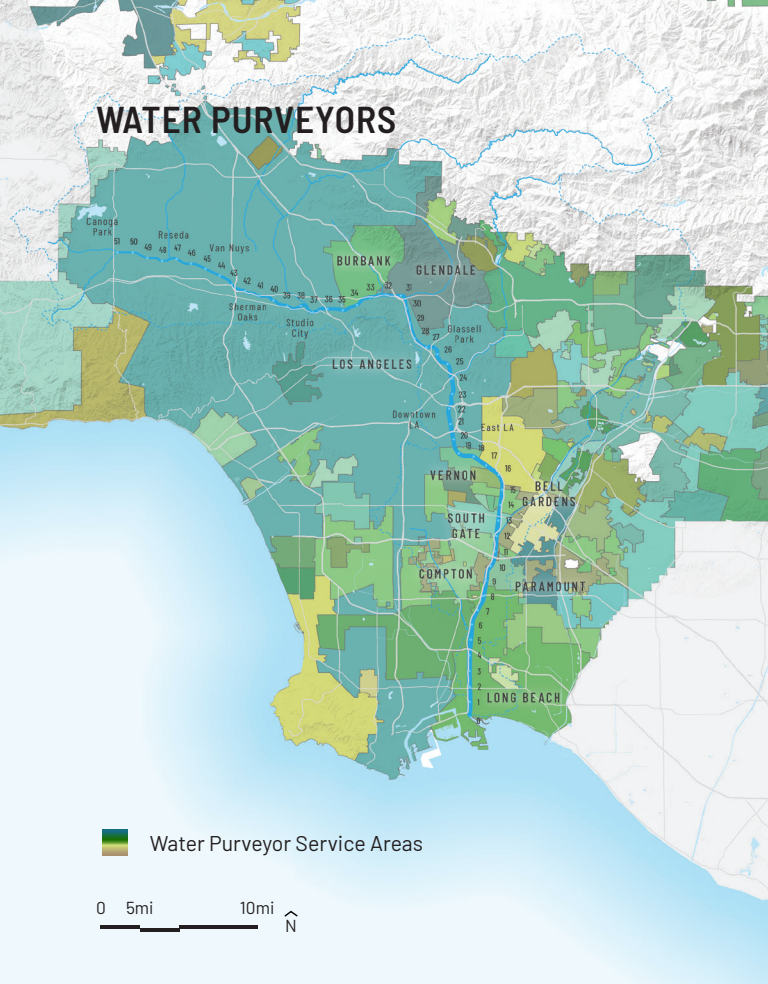 WATER PURVEYORS
Canoga
Park
Reseda
Van Nuys
51
50
49
48
47
46
45
44
43
42
41
40
39
38
37
36
35
34
33
32
31
BURBANK
GLENDALE
Sherman
Oaks
Studio
City
30
29
28
27
26
25
24
23
22
21
20
19
18
17
16
15
14
13
12
11
10
9
8
7
6
5
4
3
2
1
0
Glassell
Park
LOS ANGELES
Downtown
LA
East LA
VERNON
BELL
GARDENS
SOUTH
GATE
COMPTON
PARAMOUNT
LONG BEACH
Water Purveyor Service Areas
0 5mi 10mi
N